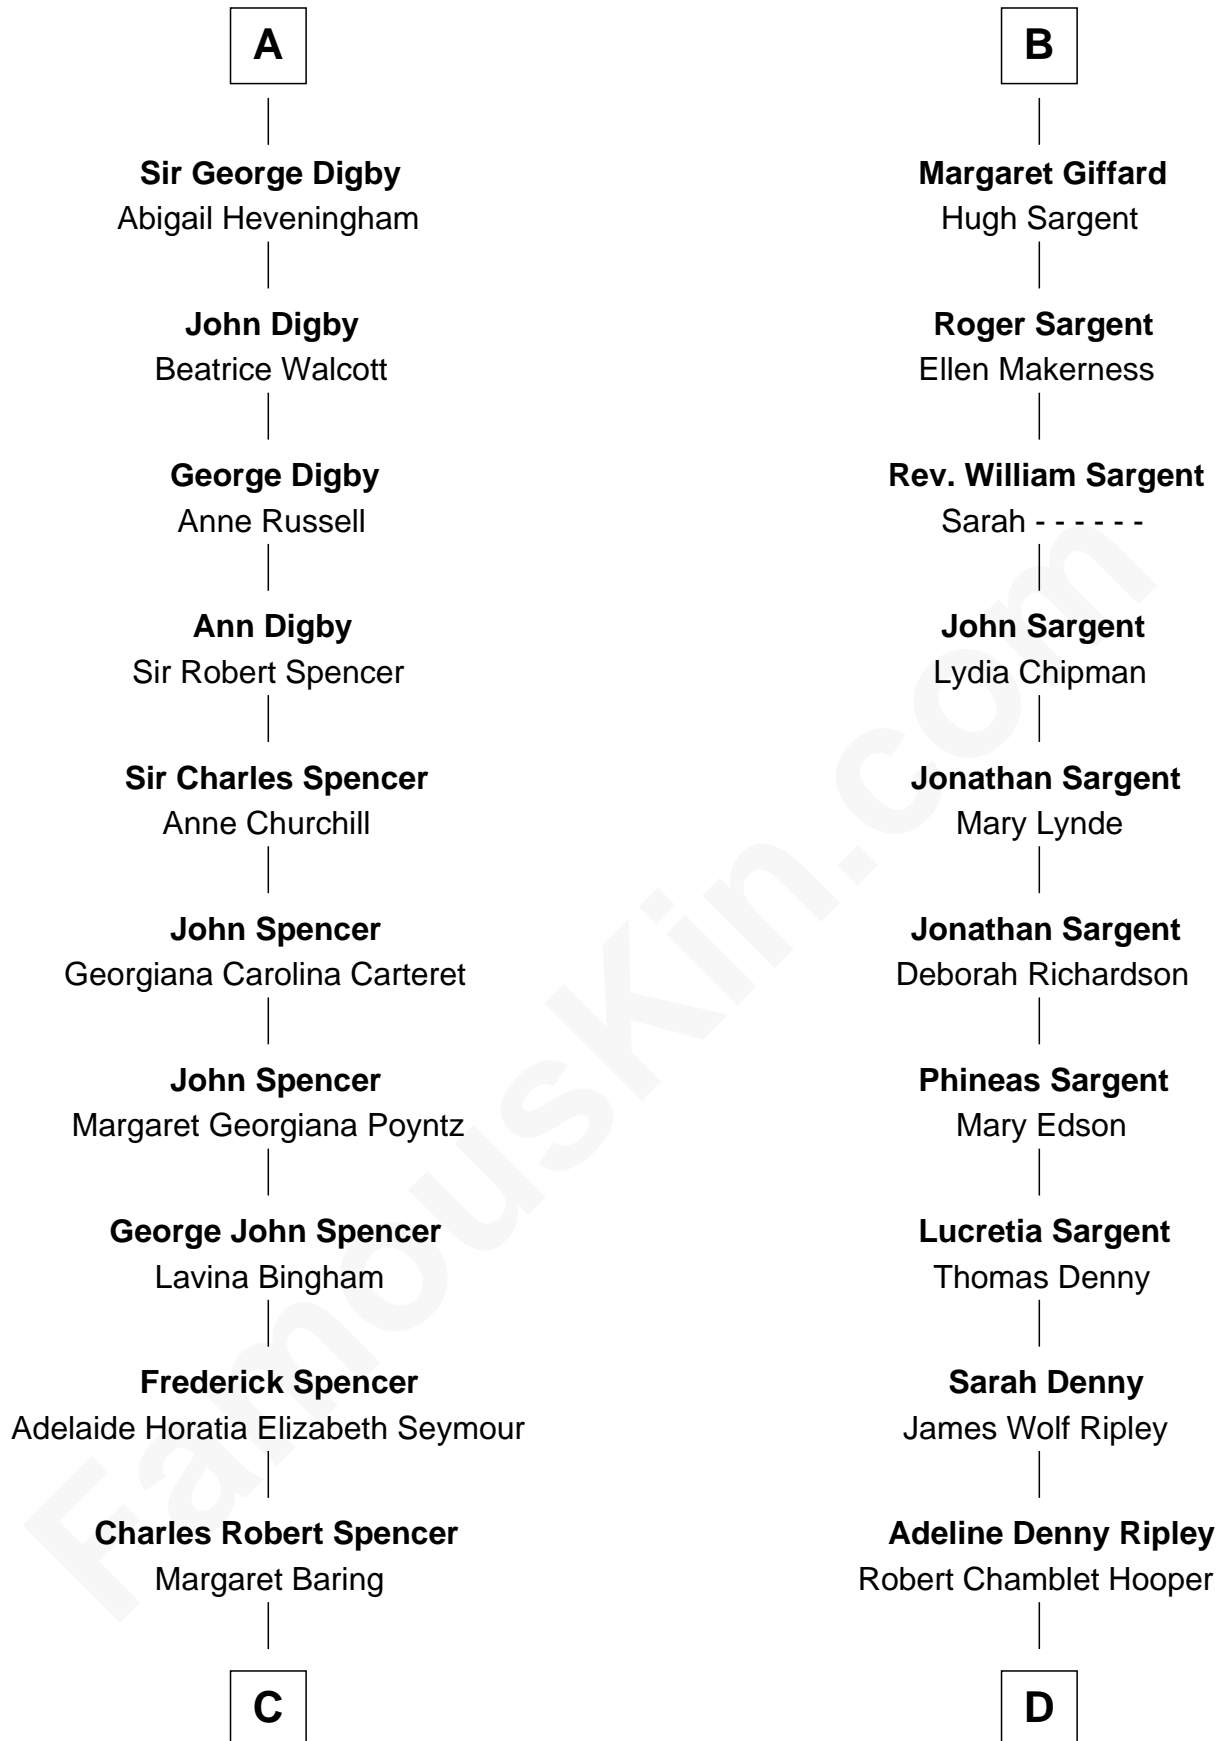 A
Sir George Digby
Abigail Heveningham
John Digby
Beatrice Walcott
George Digby
Anne Russell
Ann Digby
Sir Robert Spencer
Sir Charles Spencer
Anne Churchill
John Spencer
Georgiana Carolina Carteret
John Spencer
Margaret Georgiana Poyntz
George John Spencer
Lavina Bingham
Frederick Spencer
Adelaide Horatia Elizabeth Seymour
Charles Robert Spencer
Margaret Baring
C
B
Margaret Giffard
Hugh Sargent
Roger Sargent
Ellen Makerness
Rev. William Sargent
Sarah - - - - - -
John Sargent
Lydia Chipman
Jonathan Sargent
Mary Lynde
Jonathan Sargent
Deborah Richardson
Phineas Sargent
Mary Edson
Lucretia Sargent
Thomas Denny
Sarah Denny
James Wolf Ripley
Adeline Denny Ripley
Robert Chamblet Hooper
D
FamousKin.com